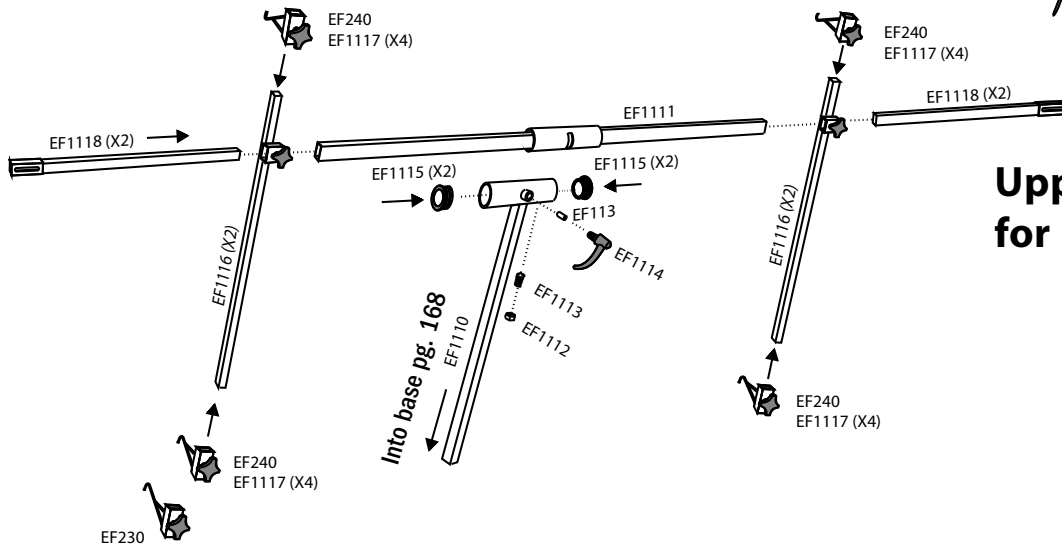 EF240
EF1117 (X4)
EF240
EF1117 (X4)
EF1118 (X2)
EF1111
EF1118 (X2)
EF1115 (X2)
EF1115 (X2)
EF113
EF1114
EF1116 (X2)
EF1116 (X2)
Upp
for
EF1113
EF1112
EF1110
Into base pg. 168
EF240
EF1117 (X4)
EF240
EF1117 (X4)
EF230